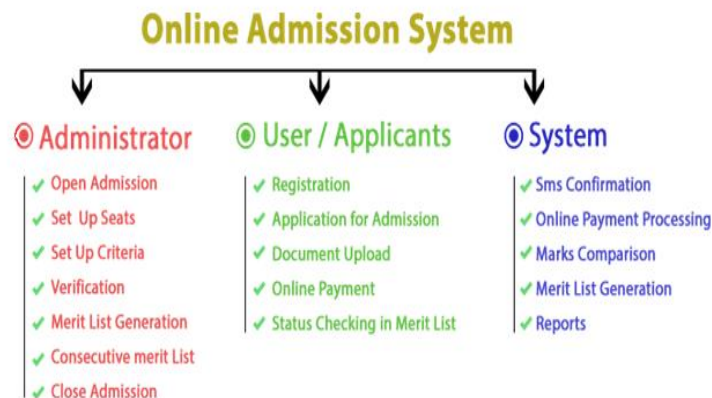 Online Admission System
Administrator
Open Admission
Set Up Seats
Set Up Criteria
Verification
Merit List Generation
Consecutive merit List
Close Admission
User / Applicants
Registration
Application for Admission
Document Upload
Online Payment
Status Checking in Merit List
System
Sms Confirmation
Online Payment Processing
Marks Comparison
Merit List Generation
Reports